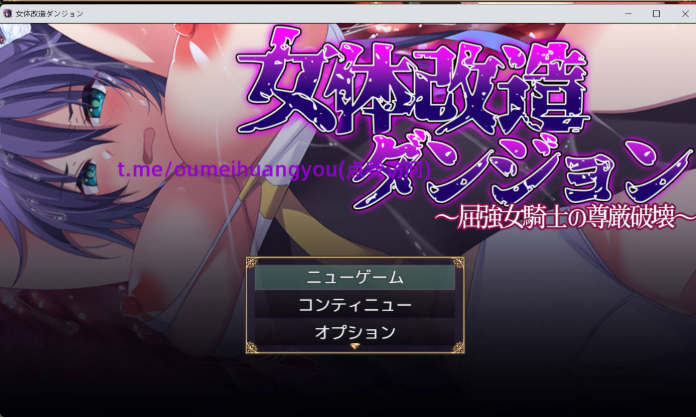 女体改造ダンジョン
女体改造
ダンジョン
～屈強女騎士の尊厳破壊～
t.me/oumeihuangyou(
ニューゲーム
コンティニュー
オプション